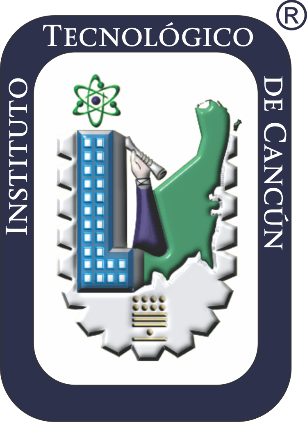 INSTITUTO
TECNOLÓGICO
DE CANCÚN
®